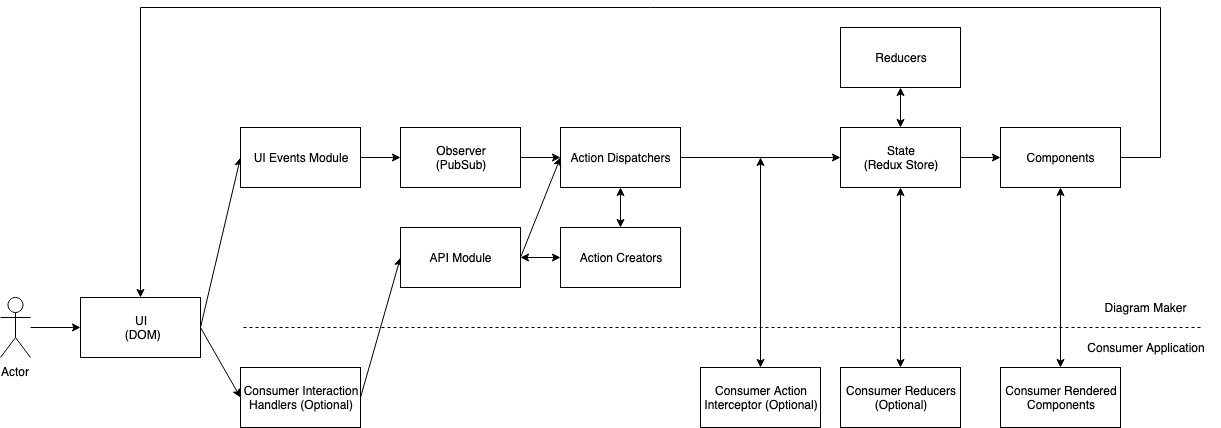 Reducers
UI Events Module
Observer
(PubSub)
Action Dispatchers
State
(Redux Store)
Components
API Module
Action Creators
UI
(DOM)
Actor
Diagram Maker
Consumer Application
Consumer Interaction
Handlers (Optional)
Consumer Action
Interceptor (Optional)
Consumer Reducers
(Optional)
Consumer Rendered
Components